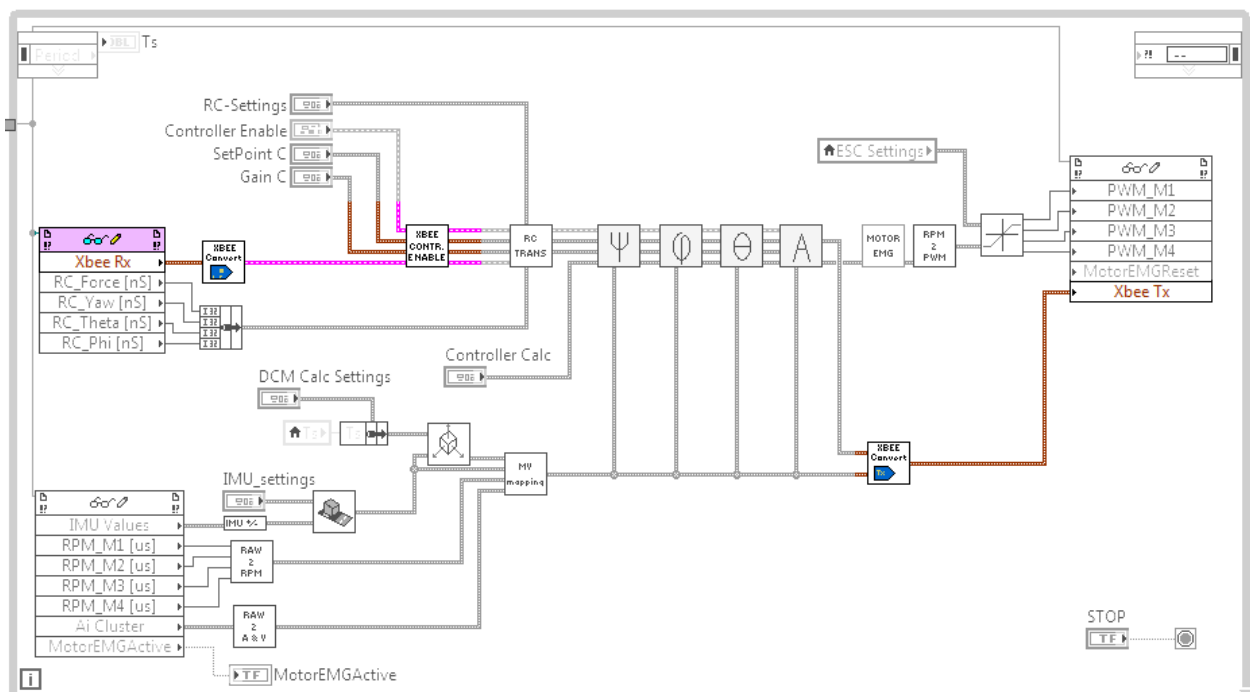 Period
DBL
Ts
!? --
RC-Settings
Controller Enable
SetPoint C
Gain C
ESC Settings
!? !?
PWM_M1
PWM_M2
PWM_M3
PWM_M4
MotorEMGReset
Xbee Tx
!? !?
Xbee Rx
RC_Force [nS]
RC_Yaw [nS]
RC_Theta [nS]
RC_Phi [nS]
XBEE
Convert
I32
I32
I32
I32
XBEE
CONTR.
ENABLE
RC
TRANS
Ψ
φ
θ
A
MOTOR
EMG
RPM
2
PWM
Controller Calc
DCM Calc Settings
Ts
Ts
MV
mapping
XBEE
Convert
Tx
IMU_settings
IMU +/-
!? !?
IMU Values
RPM_M1 [us]
RPM_M2 [us]
RPM_M3 [us]
RPM_M4 [us]
Ai Cluster
MotorEMGActive
RAW
2
RPM
RAW
2
A & V
TF
MotorEMGActive
STOP
TF
i